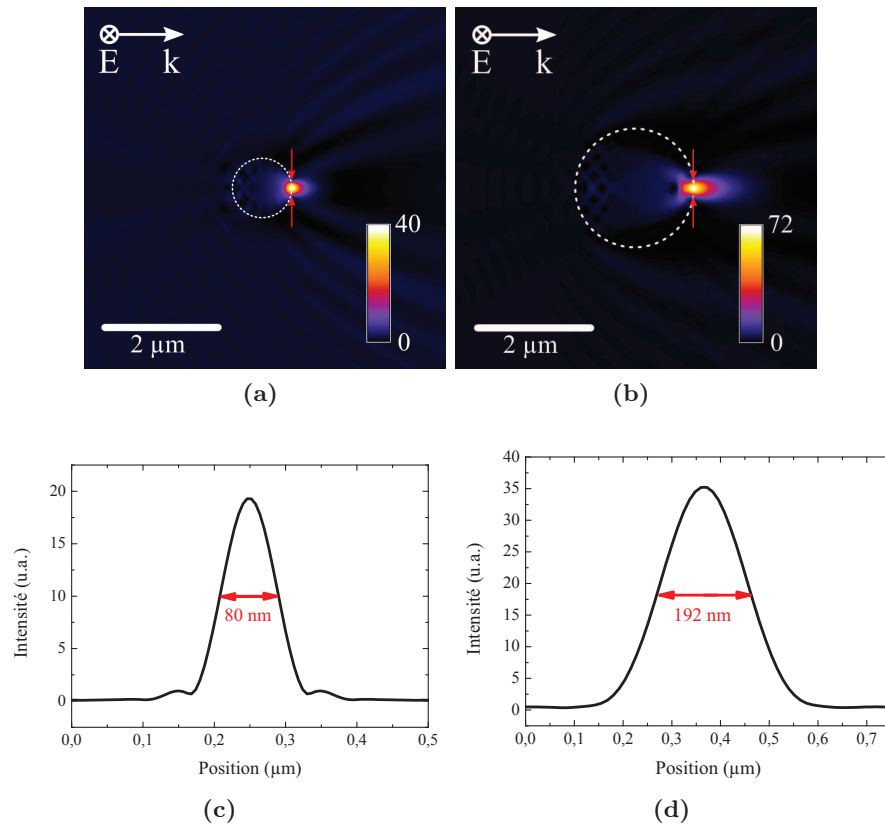 E k
E k
40
0
2 µm
72
0
2 µm
(a)
(b)
Intensité (u.a.)
20
15
10
5
0
80 nm
0,0 0,1 0,2 0,3 0,4 0,5
Position (µm)
(c)
Intensité (u.a.)
40
35
30
25
20
15
10
5
0
192 nm
0,0 0,1 0,2 0,3 0,4 0,5 0,6 0,7
Position (µm)
(d)